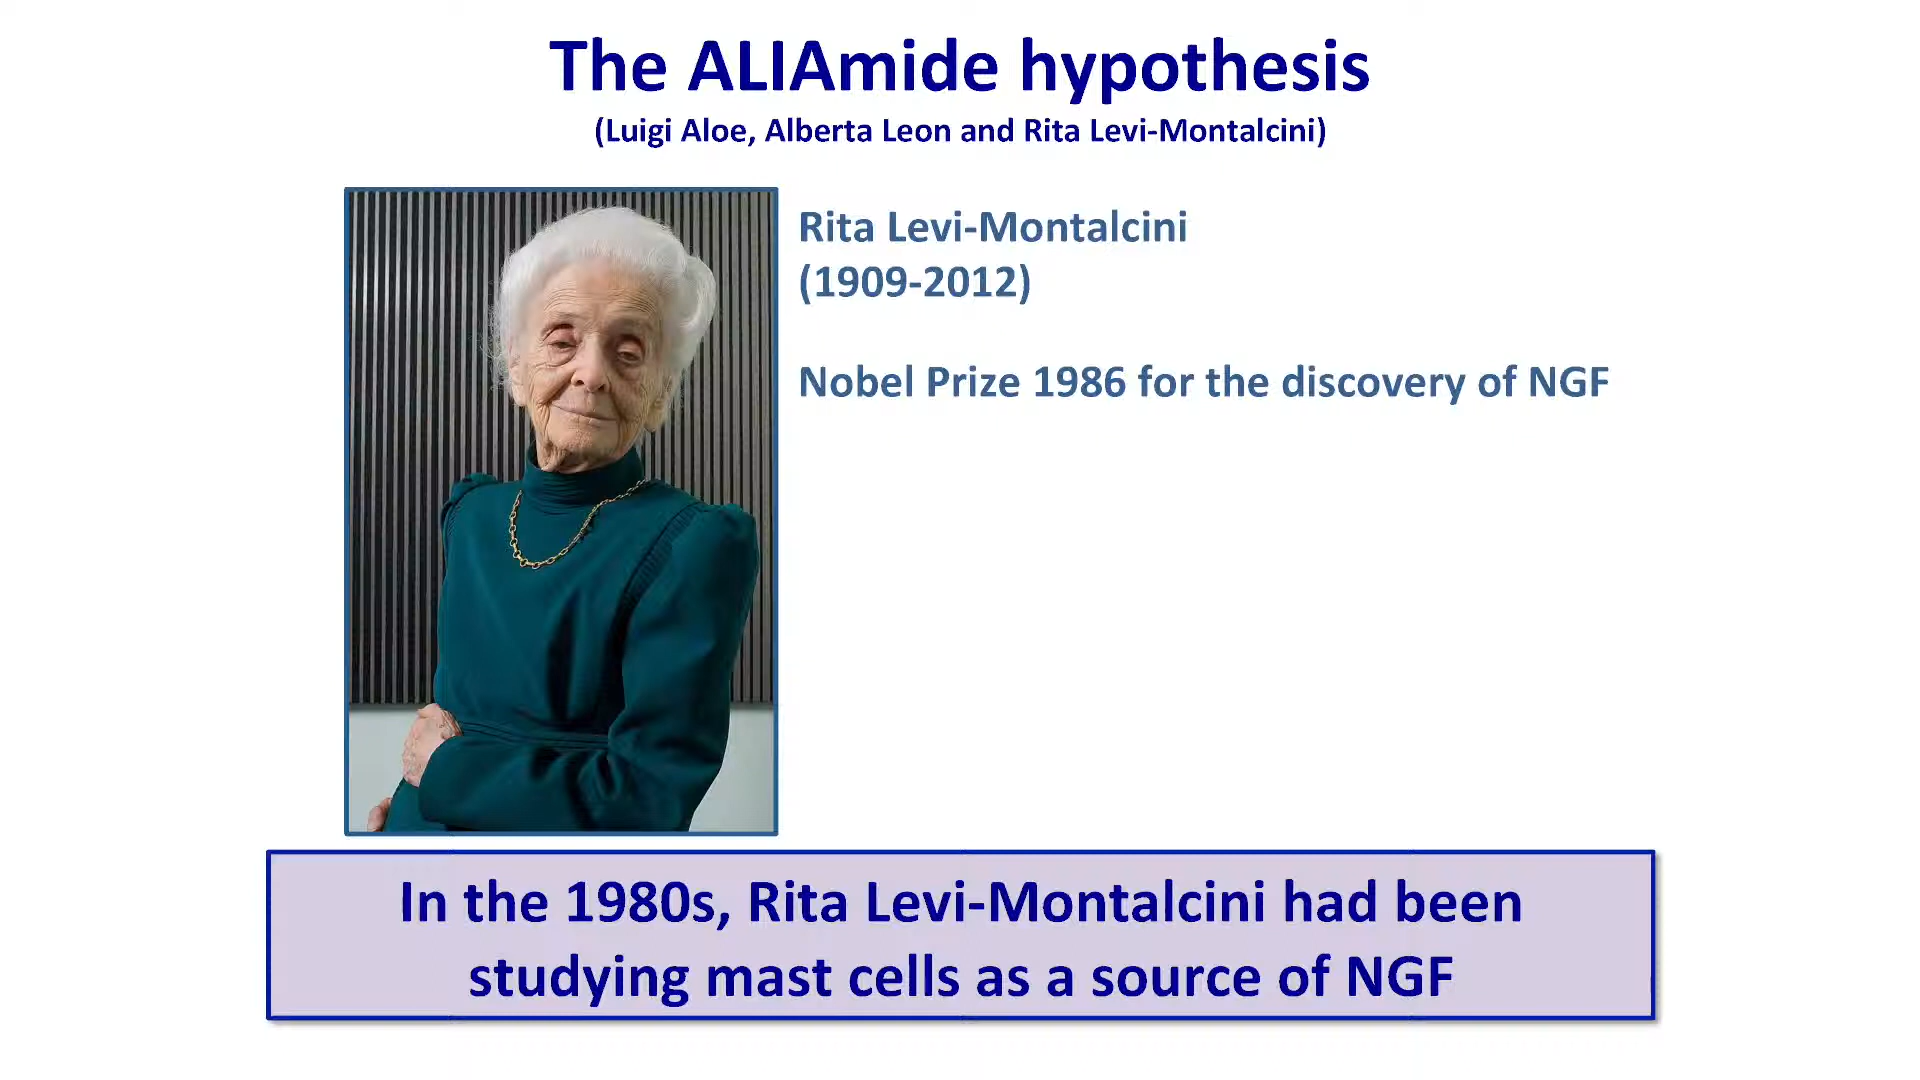 The ALIAmide hypothesis
(Luigi Aloe, Alberta Leon and Rita Levi-Montalcini)
Rita Levi-Montalcini
(1909-2012)
Nobel Prize 1986 for the discovery of NGF
In the 1980s, Rita Levi-Montalcini had been
studying mast cells as a source of NGF